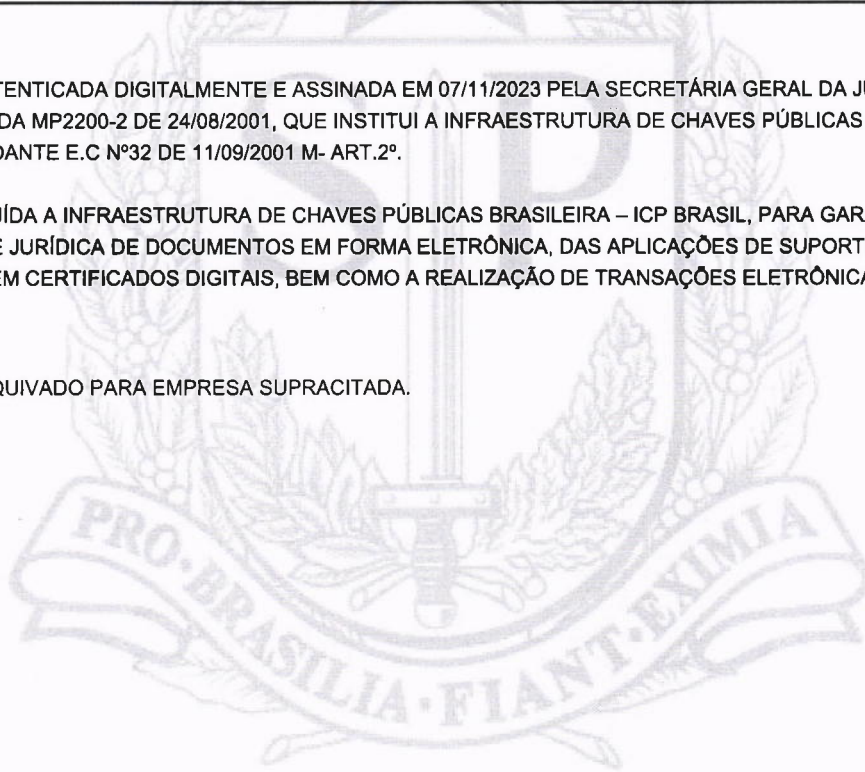 TENTICADA DIGITALMENTE E ASSINADA EM 07/11/2023 PELA SECRETÁRIA GERAL DA JU
DA MP2200-2 DE 24/08/2001, QUE INSTITUI A INFRAESTRUTURA DE CHAVES PÚBLICAS
DANTE E.C Nº32 DE 11/09/2001 M- ART.2º.
ÍDA A INFRAESTRUTURA DE CHAVES PÚBLICAS BRASILEIRA – ICP BRASIL, PARA GAR
E JURÍDICA DE DOCUMENTOS EM FORMA ELETRÔNICA, DAS APLICAÇÕES DE SUPORT
EM CERTIFICADOS DIGITAIS, BEM COMO A REALIZAÇÃO DE TRANSAÇÕES ELETRÔNICA
QUIVADO PARA EMPRESA SUPRACITADA.
SP
PRO·BRASILIA·FIANT·EXIMIA